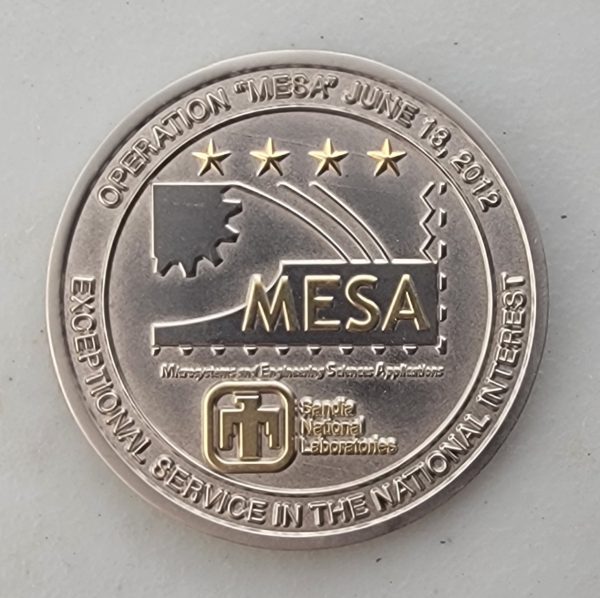 OPERATION "MESA" JUNE 13, 2012
MESA
Microsystems and Engineering Sciences Applications
Sandia
National
Laboratories
EXCEPTIONAL SERVICE IN THE NATIONAL INTEREST